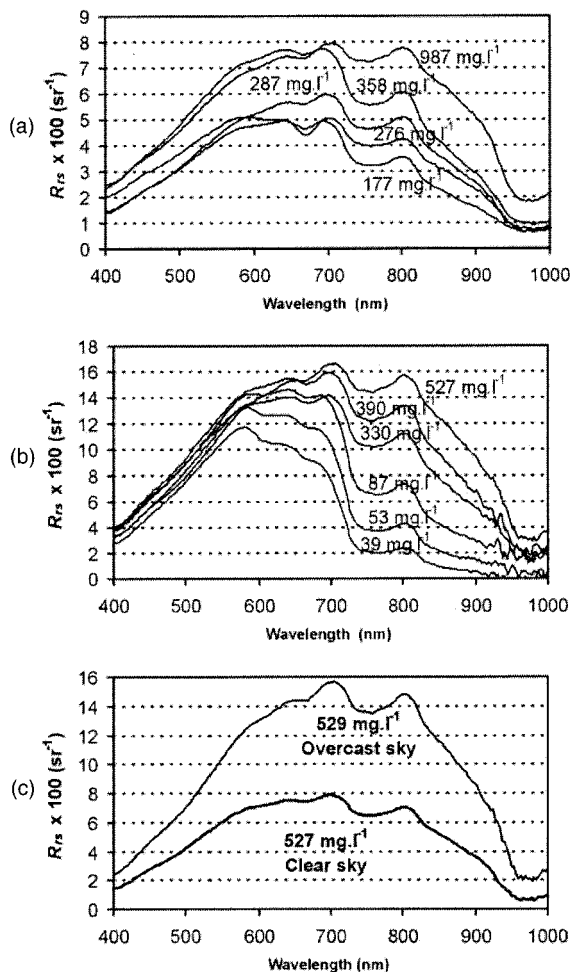 (a)
R_rs x 100 (sr⁻¹)
9
8
7
6
5
4
3
2
1
0
987 mg.l⁻¹
287 mg.l⁻¹
358 mg.l⁻¹
276 mg.l⁻¹
177 mg.l⁻¹
400 500 600 700 800 900 1000
Wavelength (nm)
(b)
R_rs x 100 (sr⁻¹)
18
16
14
12
10
8
6
4
2
0
527 mg.l⁻¹
390 mg.l⁻¹
330 mg.l⁻¹
87 mg.l⁻¹
53 mg.l⁻¹
39 mg.l⁻¹
400 500 600 700 800 900 1000
Wavelength (nm)
(c)
R_rs x 100 (sr⁻¹)
16
14
12
10
8
6
4
2
0
529 mg.l⁻¹
Overcast sky
527 mg.l⁻¹
Clear sky
400 500 600 700 800 900 1000
Wavelength (nm)